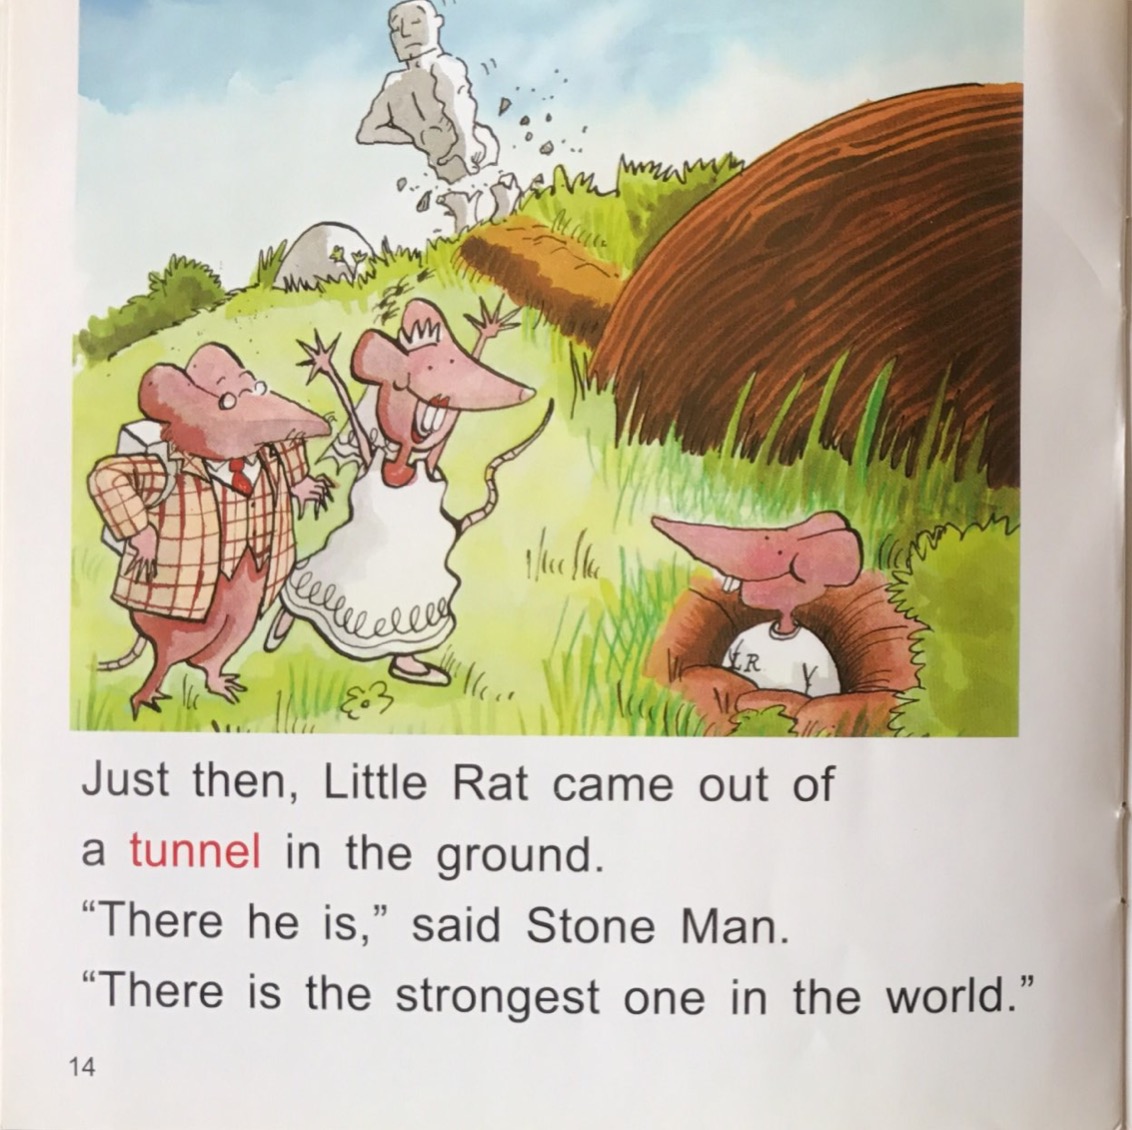 LR
Just then, Little Rat came out of
a tunnel in the ground.
“There he is,” said Stone Man.
“There is the strongest one in the world.”
14